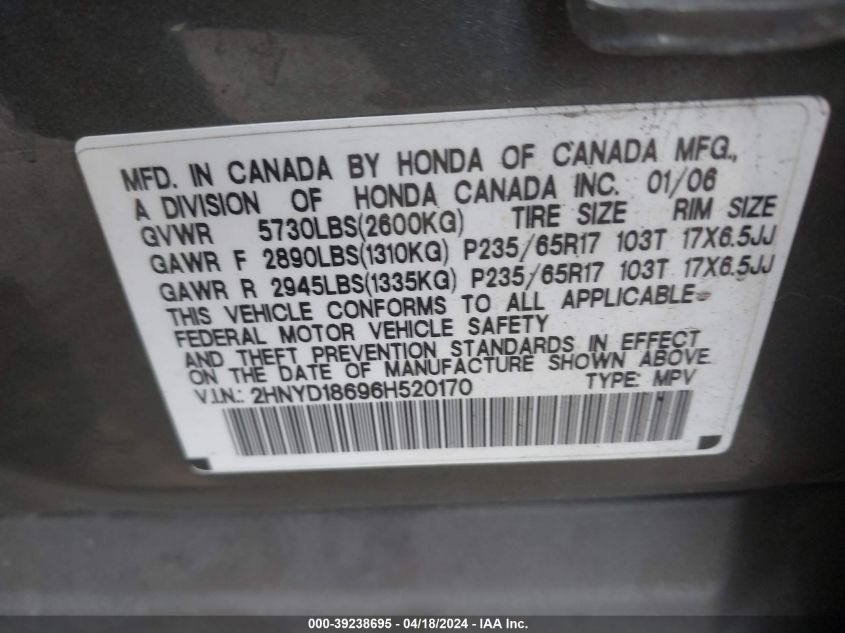 MFD. IN CANADA BY HONDA OF CANADA MFG.,
A DIVISION OF HONDA CANADA INC. 01/06
GVWR 5730LBS(2600KG) TIRE SIZE RIM SIZE
GAWR F 2890LBS(1310KG) P235/65R17 103T 17X6.5JJ
GAWR R 2945LBS(1335KG) P235/65R17 103T 17X6.5JJ
THIS VEHICLE CONFORMS TO ALL APPLICABLE
FEDERAL MOTOR VEHICLE SAFETY
AND THEFT PREVENTION STANDARDS IN EFFECT
ON THE DATE OF MANUFACTURE SHOWN ABOVE.
V.I.N.: 2HNYD18696H520170 TYPE: MPV
000-39238695 - 04/18/2024 - IAA Inc.